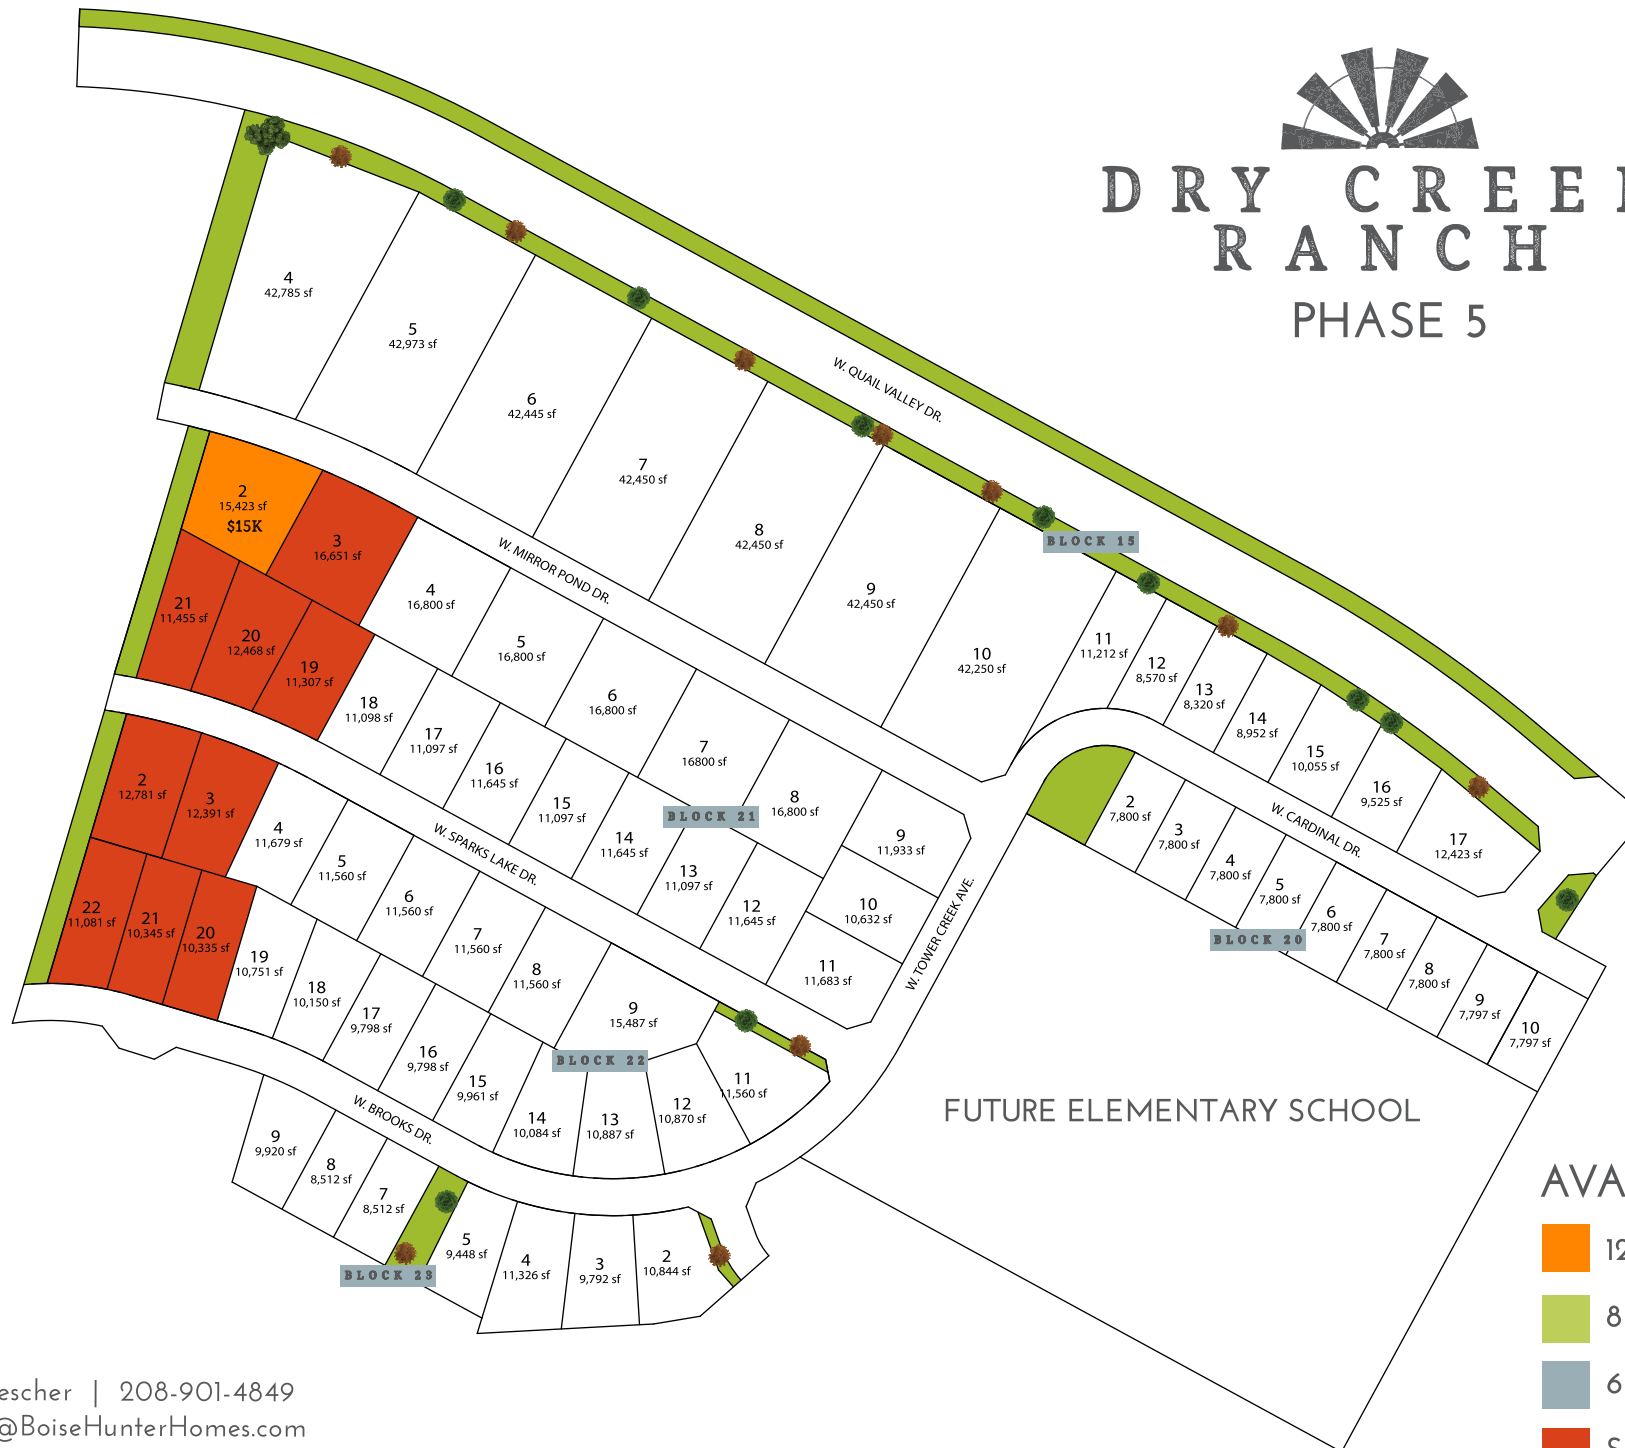 DRY CREE
RANCH
PHASE 5
W. QUAIL VALLEY DR.
4
42,785 sf
5
42,973 sf
6
42,445 sf
7
42,450 sf
8
42,450 sf
9
42,450 sf
10
42,250 sf
BLOCK 15
11
11,212 sf
12
8,570 sf
13
8,320 sf
14
8,952 sf
15
10,055 sf
16
9,525 sf
17
12,423 sf
W. MIRROR POND DR.
2
15,423 sf
$15K
3
16,651 sf
4
16,800 sf
5
16,800 sf
6
16,800 sf
7
16800 sf
8
16,800 sf
9
11,933 sf
10
10,632 sf
11
11,683 sf
BLOCK 21
21
11,455 sf
20
12,468 sf
19
11,307 sf
18
11,098 sf
17
11,097 sf
16
11,645 sf
15
11,097 sf
14
11,645 sf
13
11,097 sf
12
11,645 sf
W. CARDINAL DR.
2
7,800 sf
3
7,800 sf
4
7,800 sf
5
7,800 sf
6
7,800 sf
7
7,800 sf
8
7,800 sf
9
7,797 sf
10
7,797 sf
BLOCK 20
W. SPARKS LAKE DR.
W. TOWER CREEK AVE.
2
12,781 sf
3
12,391 sf
4
11,679 sf
5
11,560 sf
6
11,560 sf
7
11,560 sf
8
11,560 sf
9
15,487 sf
BLOCK 22
22
11,081 sf
21
10,345 sf
20
10,335 sf
19
10,751 sf
18
10,150 sf
17
9,798 sf
16
9,798 sf
15
9,961 sf
14
10,084 sf
13
10,887 sf
12
10,870 sf
11
11,560 sf
W. BROOKS DR.
9
9,920 sf
8
8,512 sf
7
8,512 sf
5
9,448 sf
4
11,326 sf
3
9,792 sf
2
10,844 sf
BLOCK 23
FUTURE ELEMENTARY SCHOOL
AVA
12
8
6
escher | 208-901-4849
@BoiseHunterHomes.com